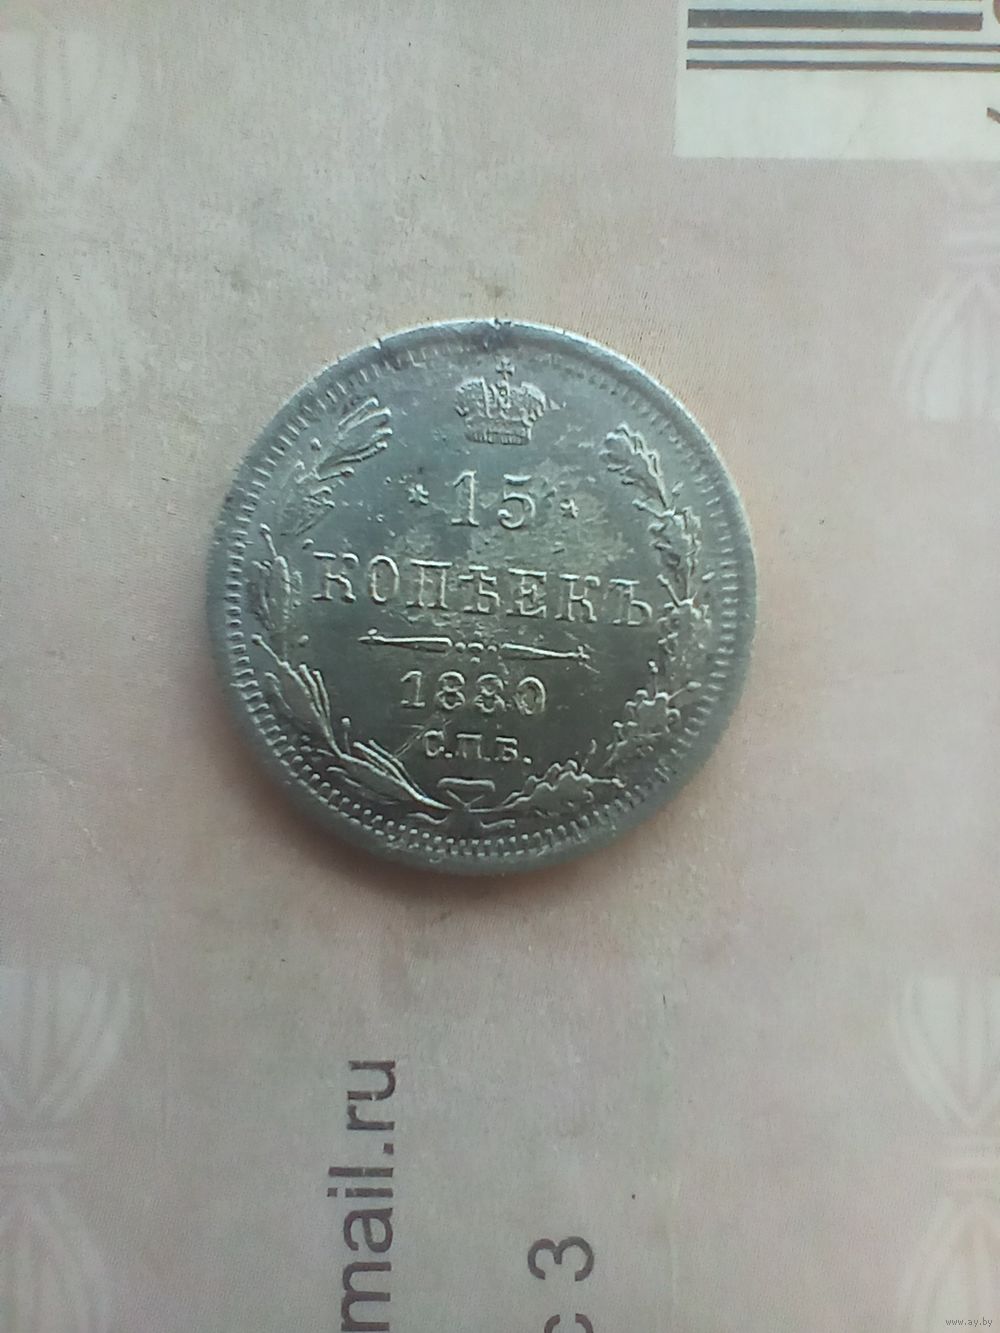 * 15 *
КОПѢЕКЪ
1880
С.П.Б.
mail.ru
с 3
www.ay.by